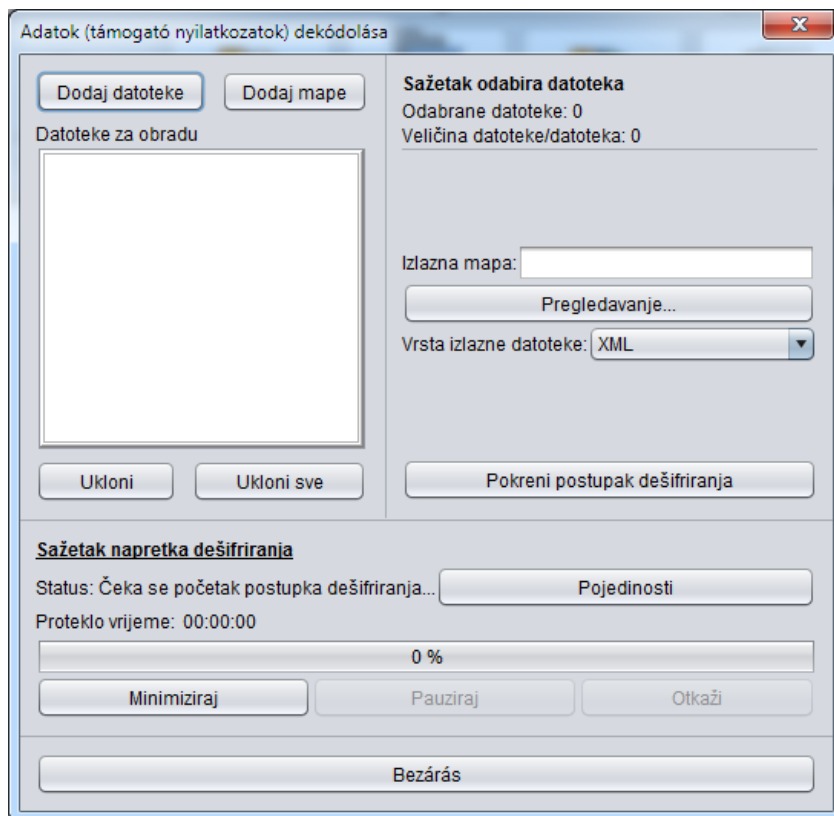 Adatok (támogató nyilatkozatok) dekódolása
Dodaj datoteke
Dodaj mape
Datoteke za obradu
Ukloni
Ukloni sve
Sažetak odabira datoteka
Odabrane datoteke: 0
Veličina datoteke/datoteka: 0
Izlazna mapa:
Pregledavanje...
Vrsta izlazne datoteke: XML
Pokreni postupak dešifriranja
Sažetak napretka dešifriranja
Status: Čeka se početak postupka dešifriranja...
Pojedinosti
Proteklo vrijeme: 00:00:00
0 %
Minimiziraj
Pauziraj
Otkaži
Bezárás